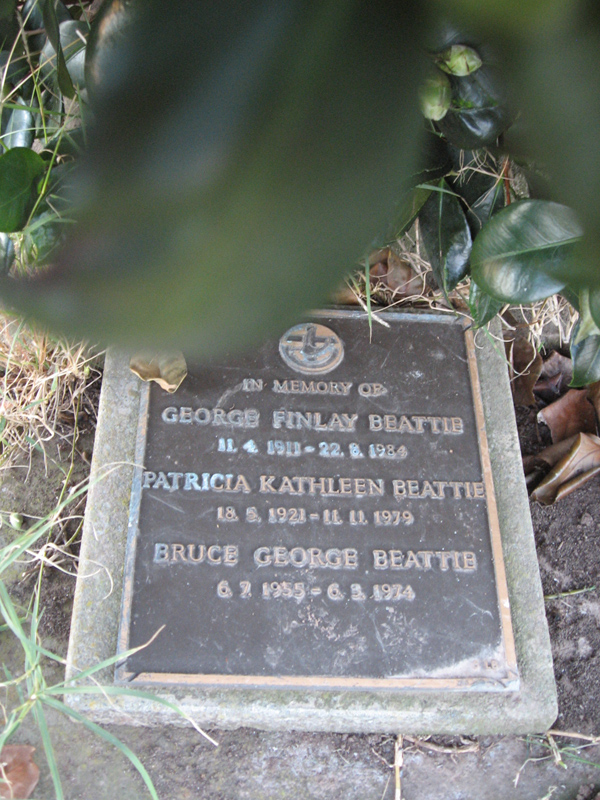 IN MEMORY OF
GEORGE FINLAY BEATTIE
11. 4. 1911 - 22. 8. 1984
PATRICIA KATHLEEN BEATTIE
18. 5. 1921 - 11. 11. 1979
BRUCE GEORGE BEATTIE
6. 7. 1955 - 6. 3. 1974